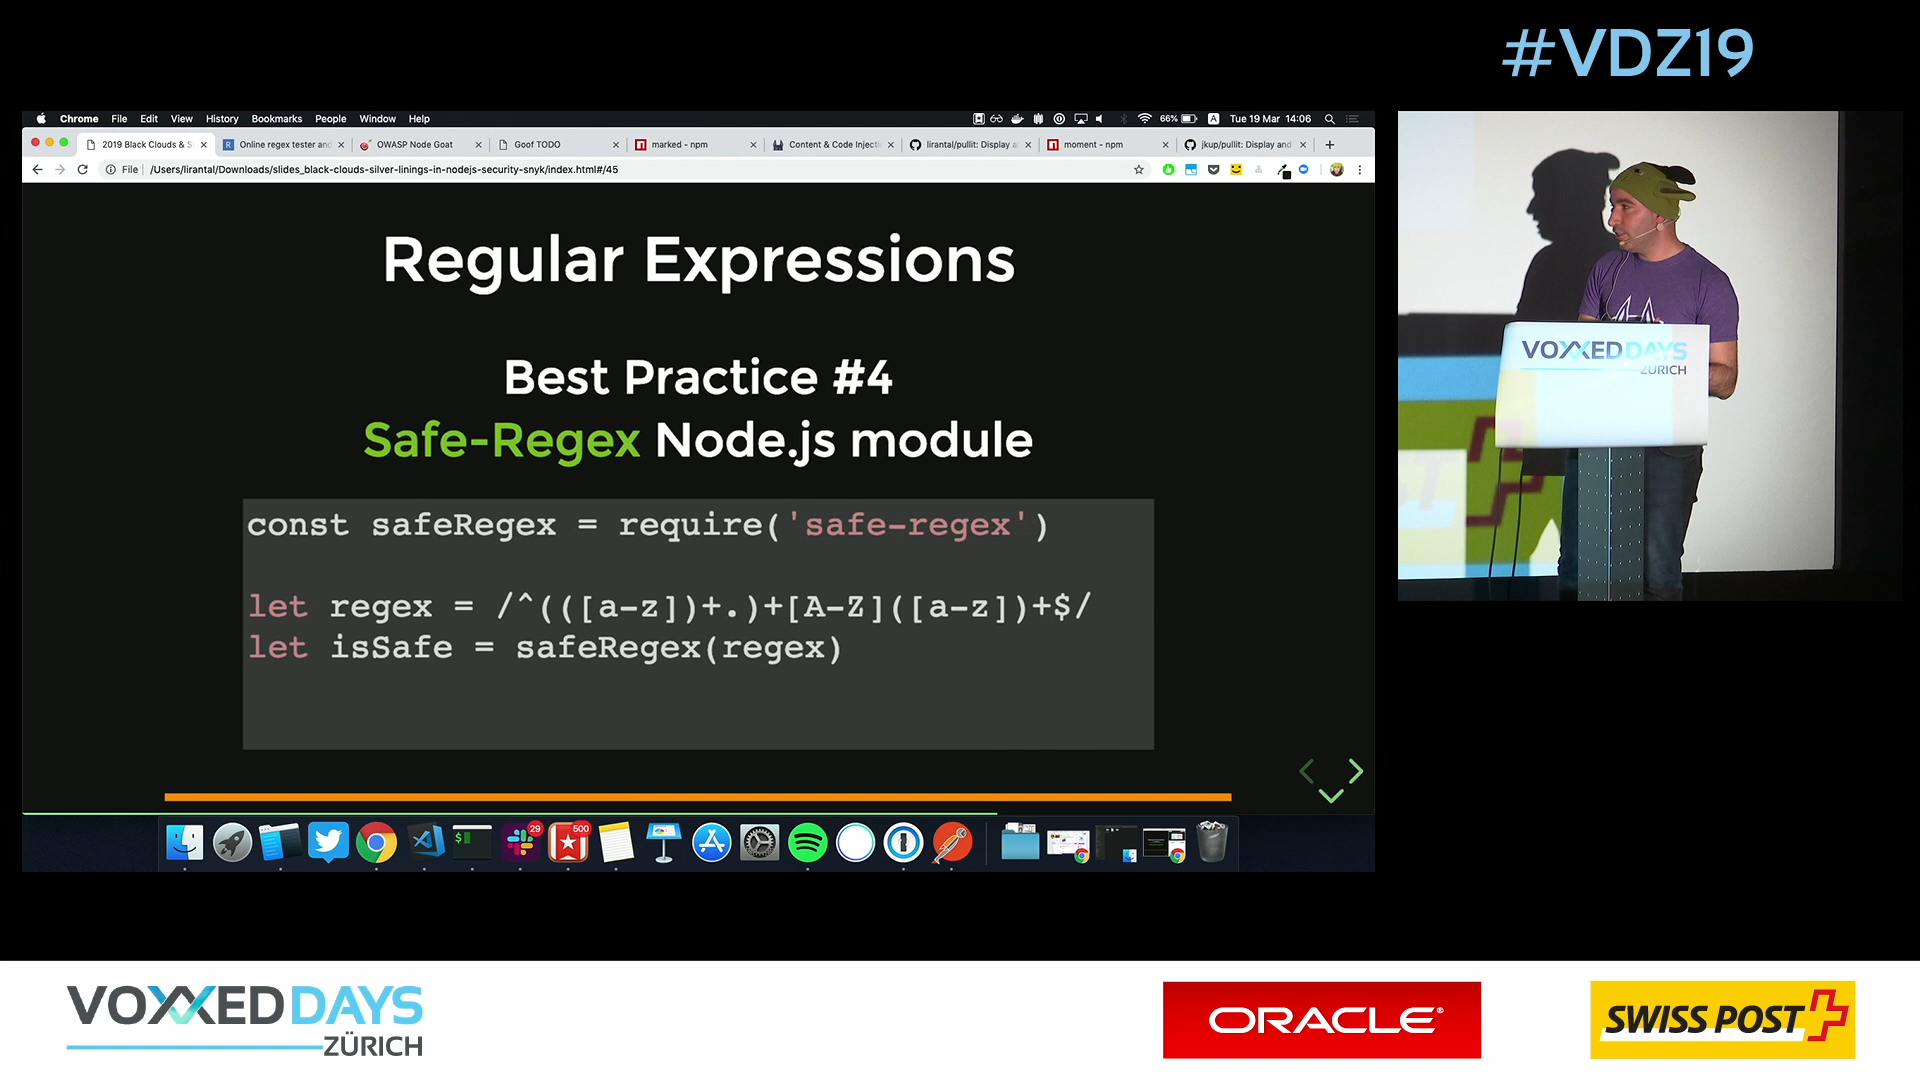 #VDZ19
Chrome File Edit View History Bookmarks People Window Help
66% A Tue 19 Mar 14:06
2019 Black Clouds & S
Online regex tester and
OWASP Node Goat
Goof TODO
marked - npm
Content & Code Injecti
lirantal/pullit: Display a
moment - npm
jkup/pullit: Display and
File /Users/lirantal/Downloads/slides_black-clouds-silver-linings-in-nodejs-security-snyk/index.html#/45
Regular Expressions
Best Practice #4
Safe-Regex Node.js module
const safeRegex = require('safe-regex')
let regex = /^(([a-z])+.)+[A-Z]([a-z])+$/
let isSafe = safeRegex(regex)
29
500
VOXXED DAYS
ZÜRICH
VOXXED DAYS
ZÜRICH
ORACLE®
SWISS POST